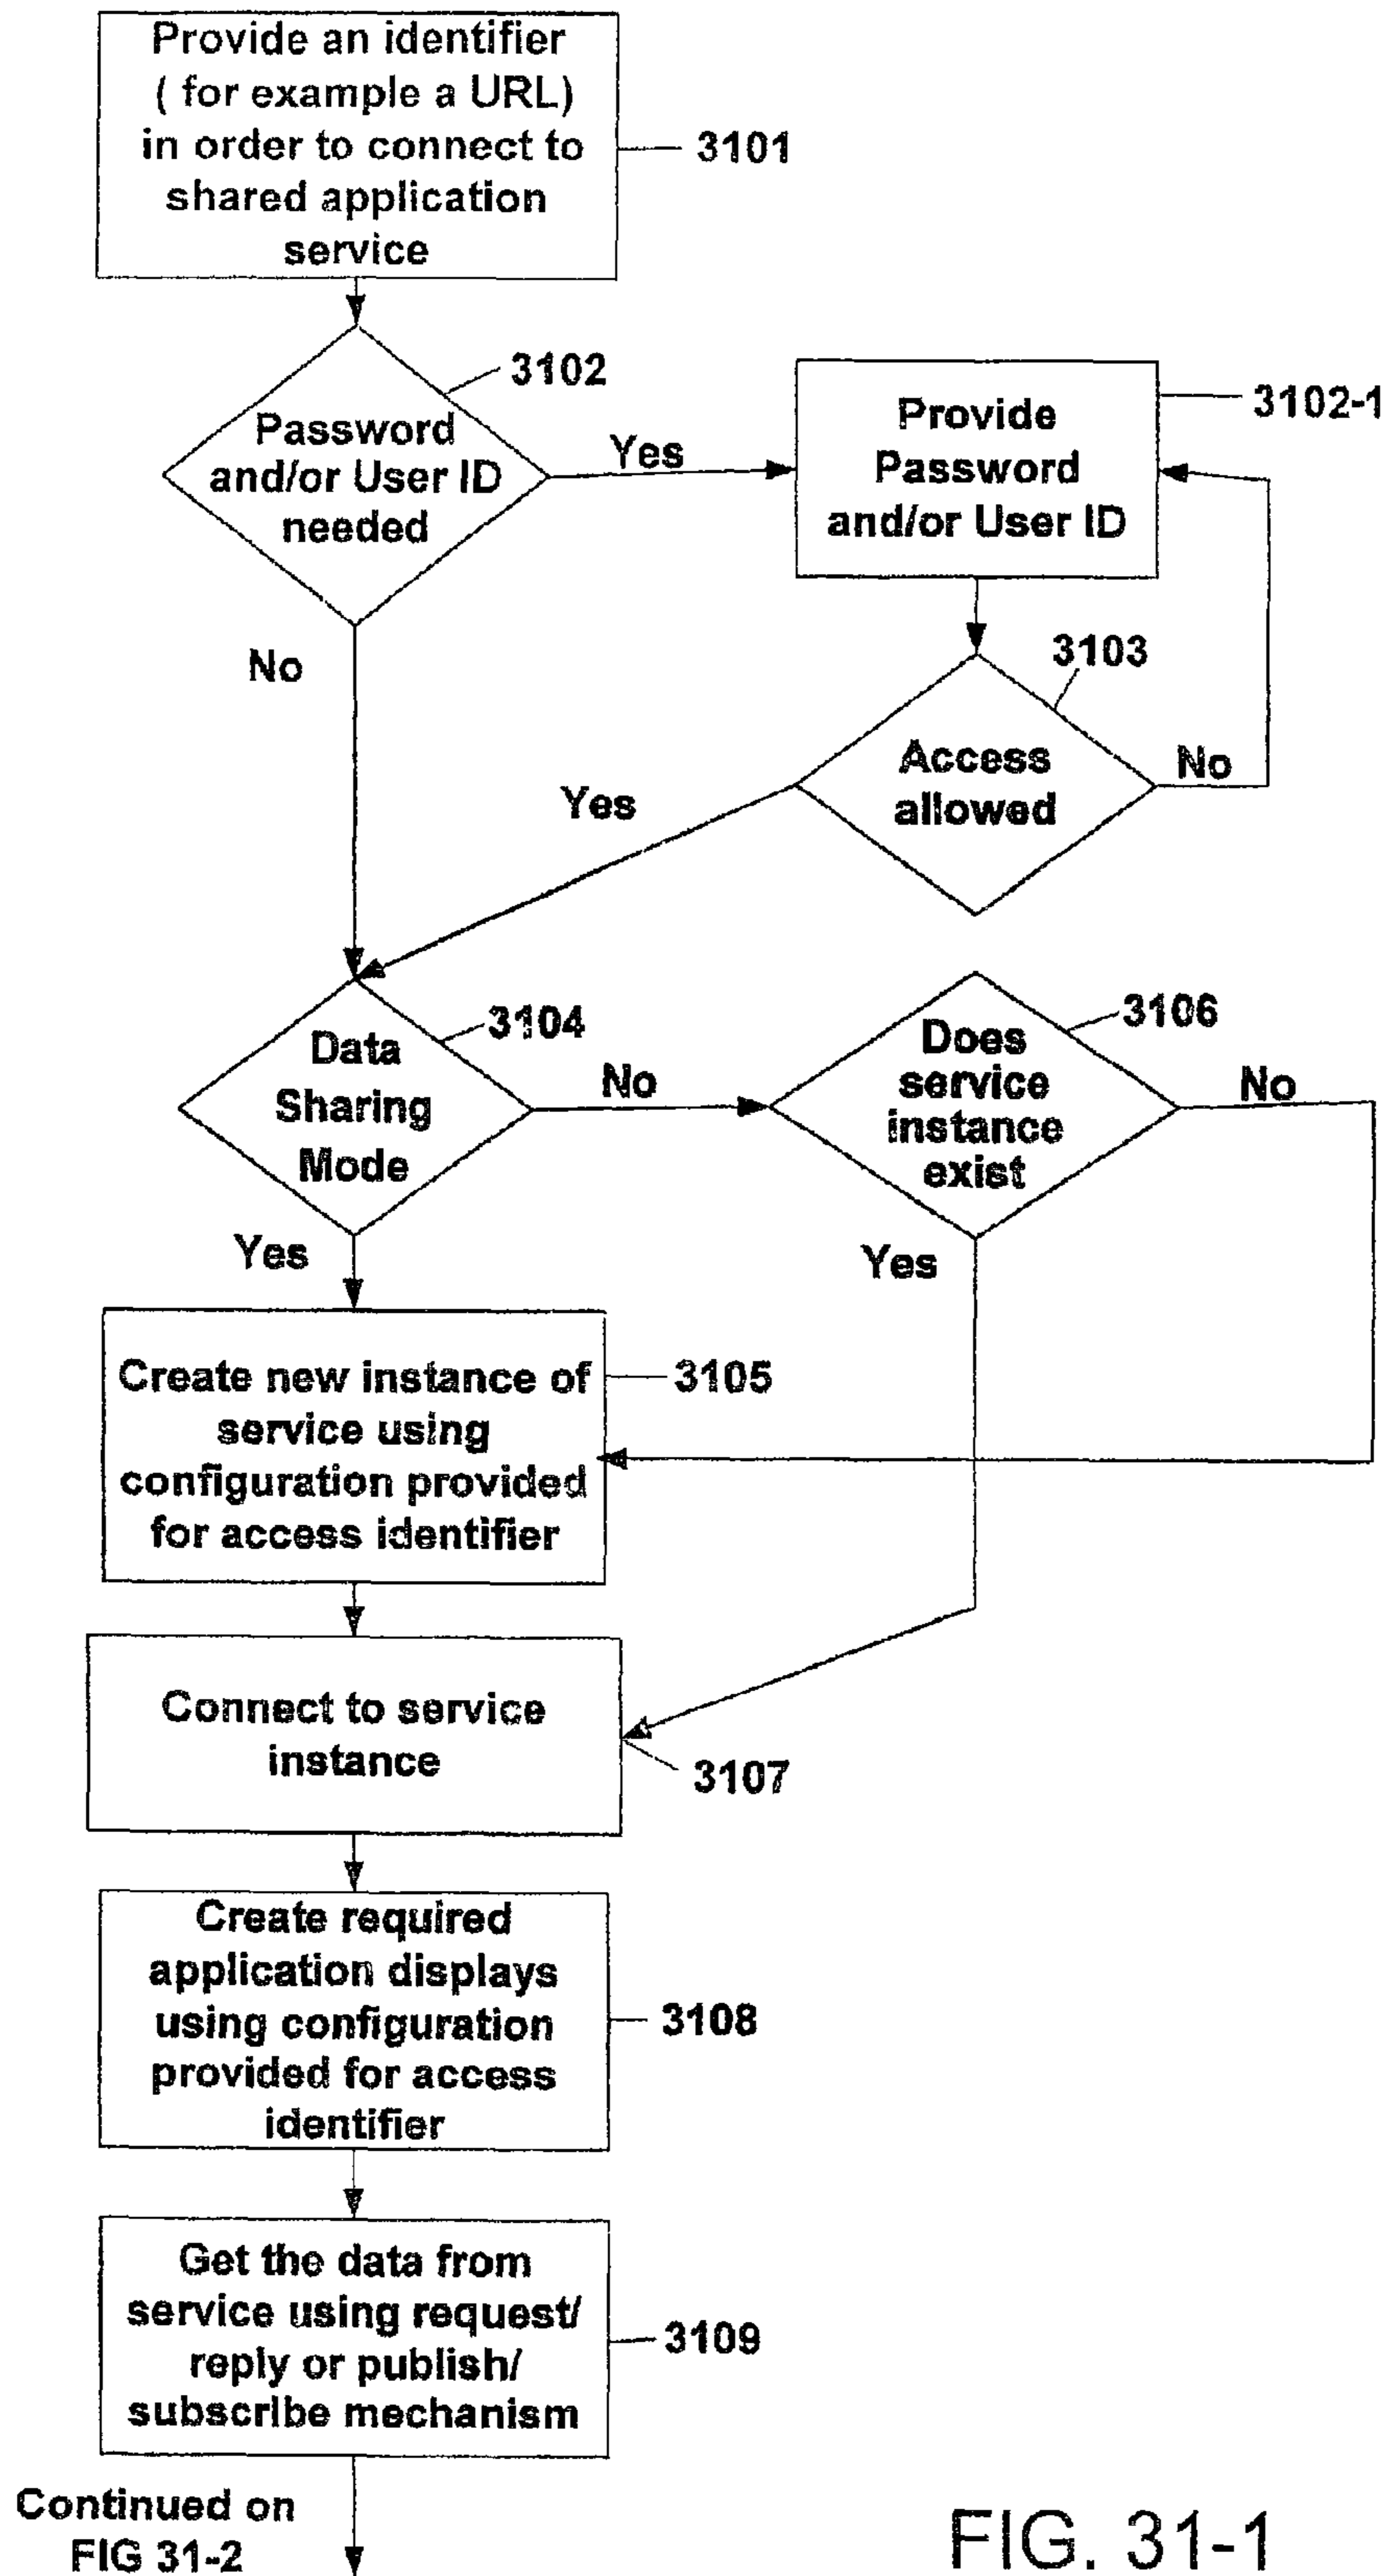 Provide an identifier
( for example a URL)
in order to connect to
shared application
service
3101
3102
Password
and/or User ID
needed
Yes
Provide
Password
and/or User ID
3102-1
No
3103
Access
allowed
No
Yes
3104
Data
Sharing
Mode
No
3106
Does
service
instance
exist
No
Yes
Yes
Create new instance of
service using
configuration provided
for access identifier
3105
Connect to service
instance
3107
Create required
application displays
using configuration
provided for access
identifier
3108
Get the data from
service using request/
reply or publish/
subscribe mechanism
3109
Continued on
FIG 31-2
FIG. 31-1